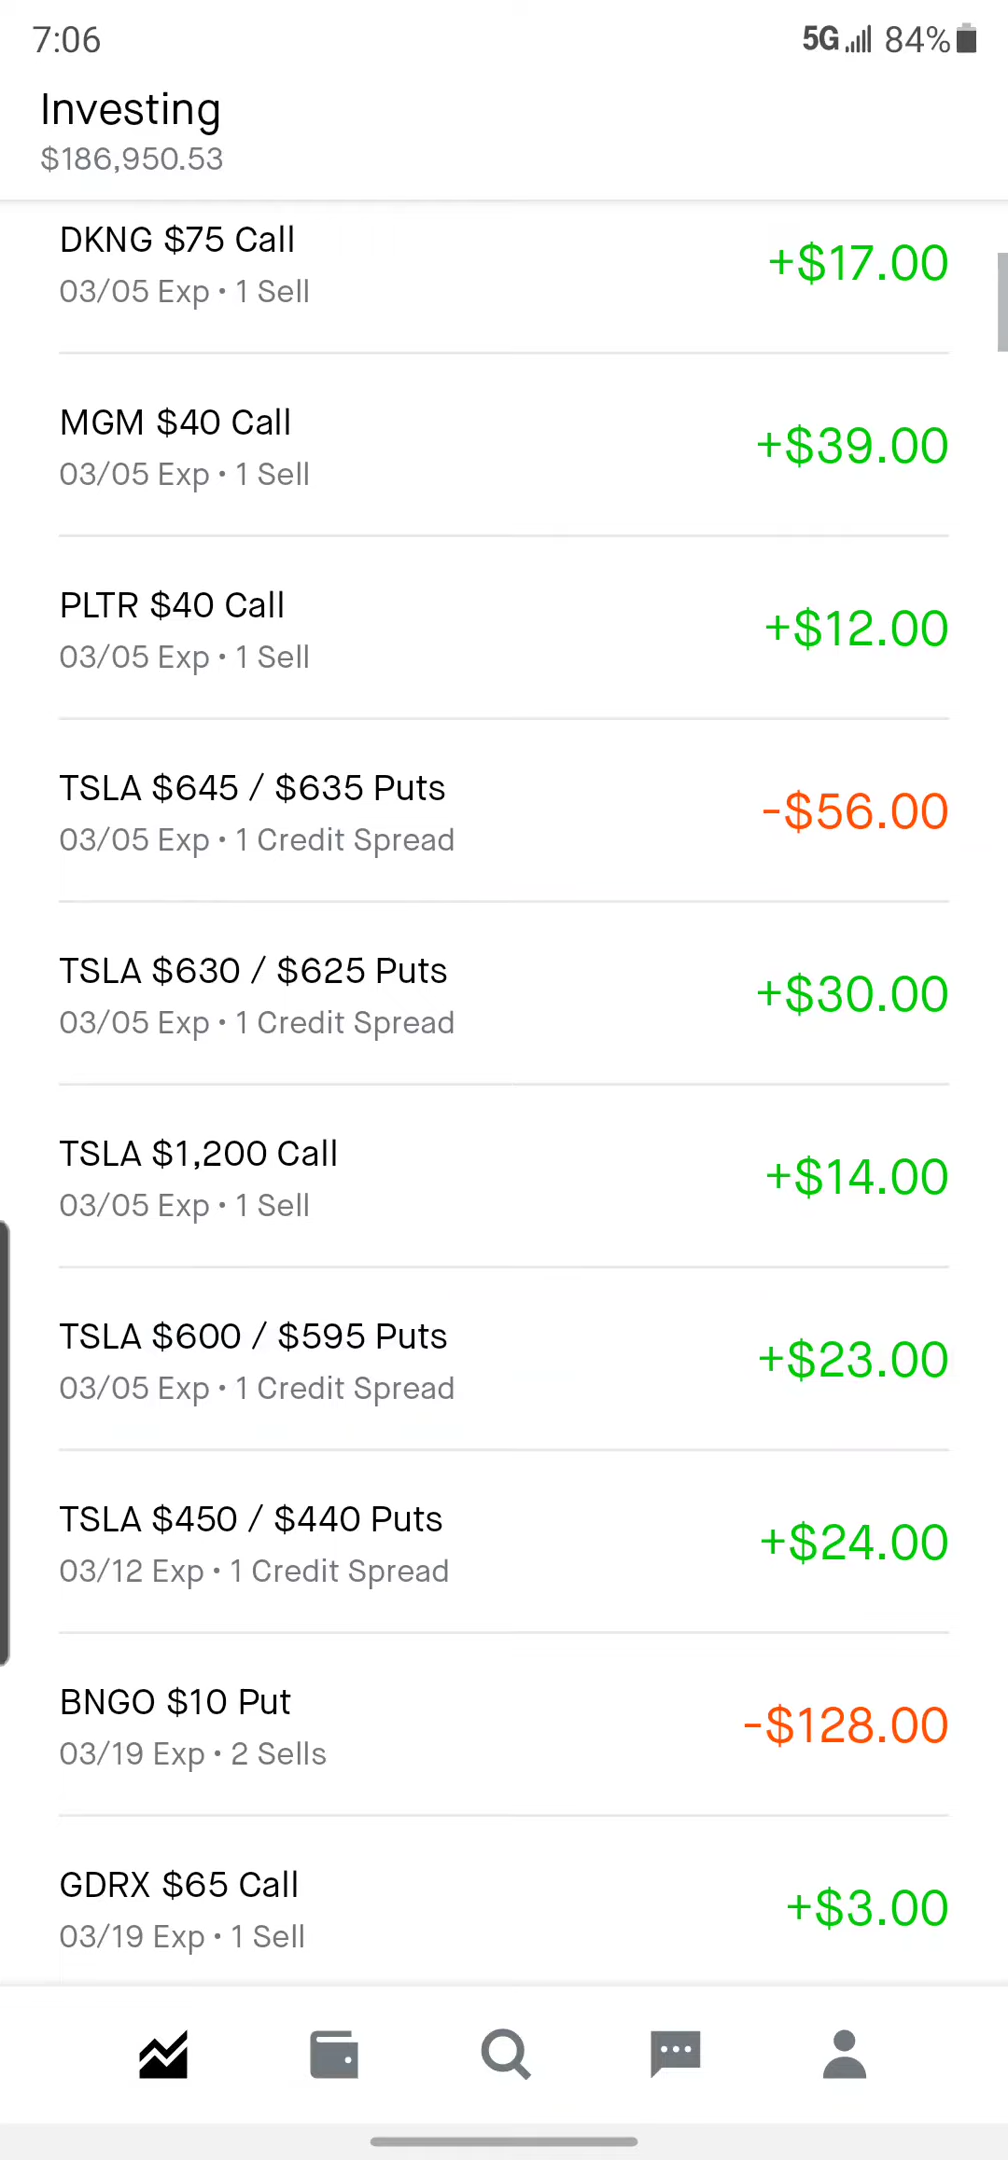 7:06
5G 84%
Investing
$186,950.53
DKNG $75 Call
03/05 Exp • 1 Sell
+$17.00
MGM $40 Call
03/05 Exp • 1 Sell
+$39.00
PLTR $40 Call
03/05 Exp • 1 Sell
+$12.00
TSLA $645 / $635 Puts
03/05 Exp • 1 Credit Spread
-$56.00
TSLA $630 / $625 Puts
03/05 Exp • 1 Credit Spread
+$30.00
TSLA $1,200 Call
03/05 Exp • 1 Sell
+$14.00
TSLA $600 / $595 Puts
03/05 Exp • 1 Credit Spread
+$23.00
TSLA $450 / $440 Puts
03/12 Exp • 1 Credit Spread
+$24.00
BNGO $10 Put
03/19 Exp • 2 Sells
-$128.00
GDRX $65 Call
03/19 Exp • 1 Sell
+$3.00